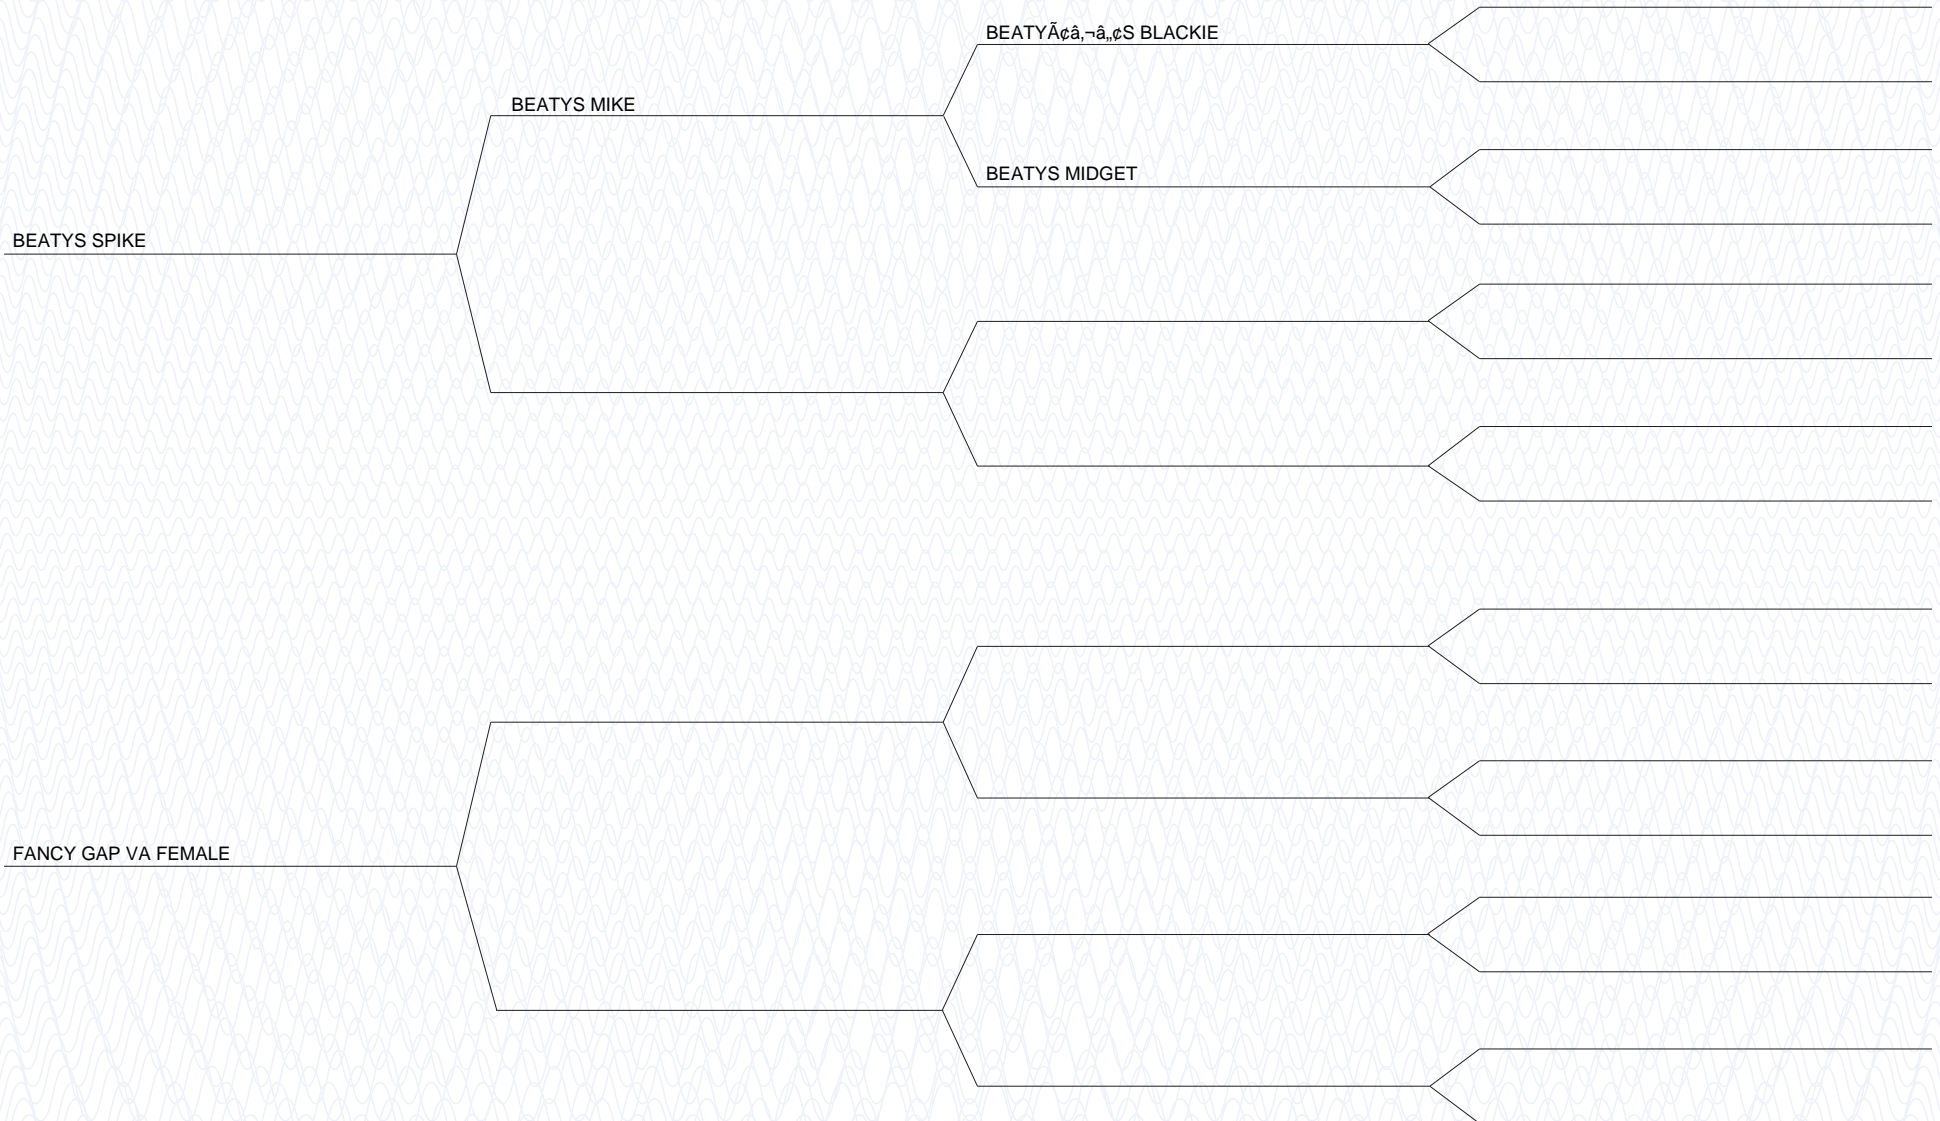 BEATYÃ¢â‚¬â„¢S BLACKIE
BEATYS MIKE
BEATYS MIDGET
BEATYS SPIKE
FANCY GAP VA FEMALE